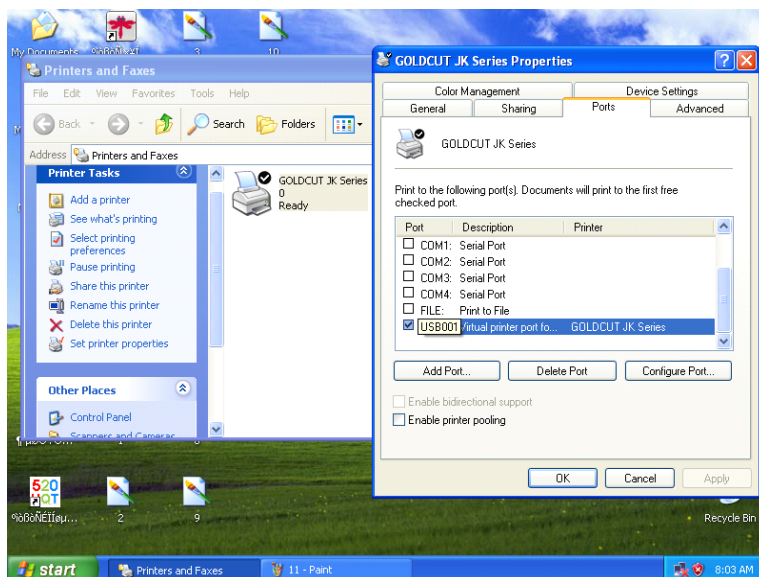 My Documents
3
10
Printers and Faxes
File Edit View Favorites Tools Help
Back
Search
Folders
Address Printers and Faxes
Printer Tasks
Add a printer
See what's printing
Select printing
preferences
Pause printing
Share this printer
Rename this printer
Delete this printer
Set printer properties
Other Places
Control Panel
Scanners and Cameras
GOLDCUT JK Series
0
Ready
GOLDCUT JK Series Properties
Color Management Device Settings
General Sharing Ports Advanced
GOLDCUT JK Series
Print to the following port(s). Documents will print to the first free
checked port.
Port Description Printer
COM1: Serial Port
COM2: Serial Port
COM3: Serial Port
COM4: Serial Port
FILE: Print to File
USB001 Virtual printer port fo... GOLDCUT JK Series
Add Port... Delete Port Configure Port...
Enable bidirectional support
Enable printer pooling
OK Cancel Apply
520
2
9
Recycle Bin
start
Printers and Faxes
11 - Paint
8:03 AM